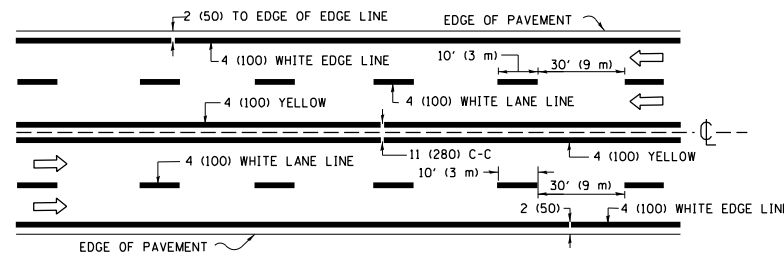 2 (50) TO EDGE OF EDGE LINE
EDGE OF PAVEMENT
4 (100) WHITE EDGE LINE
10' (3 m)
30' (9 m)
4 (100) YELLOW
4 (100) WHITE LANE LINE
℄
4 (100) WHITE LANE LINE
11 (280) C-C
4 (100) YELLOW
10' (3 m)
30' (9 m)
2 (50)
4 (100) WHITE EDGE LINE
EDGE OF PAVEMENT